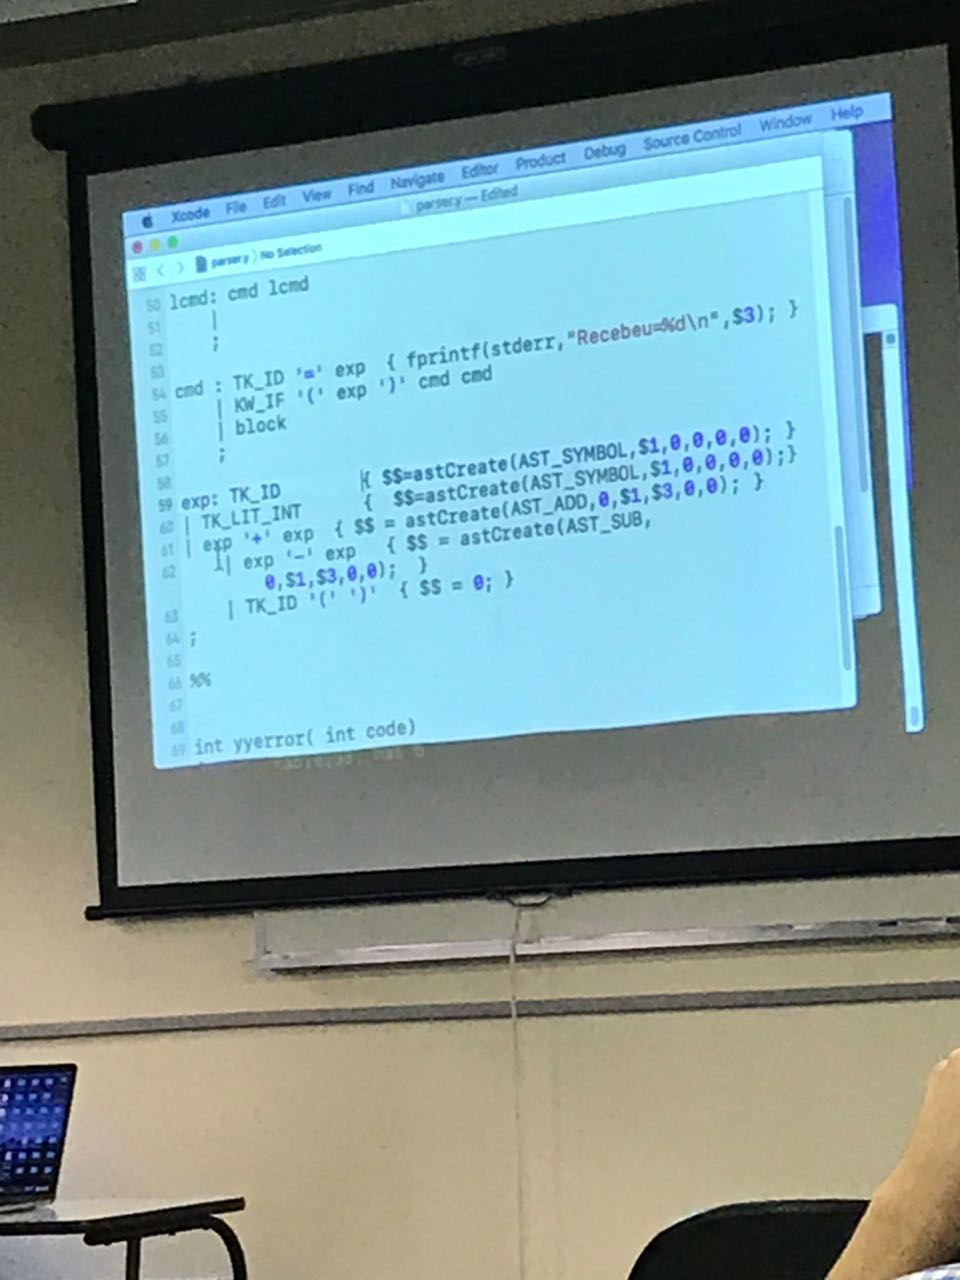 Xcode File Edit View Find Navigate Editor Product Debug Source Control Window Help
parser.y — Edited
parser.y 〉 No Selection
50 lcmd: cmd lcmd
51 |
52 ;
53
54 cmd : TK_ID '=' exp { fprintf(stderr,"Recebeu=%d\n",$3); }
55 | KW_IF '(' exp ')' cmd cmd
56 | block
57 ;
58
59 exp: TK_ID { $$=astCreate(AST_SYMBOL,$1,0,0,0,0); }
60 | TK_LIT_INT { $$=astCreate(AST_SYMBOL,$1,0,0,0,0);}
61 | exp '+' exp { $$ = astCreate(AST_ADD,0,$1,$3,0,0); }
62 | exp '-' exp { $$ = astCreate(AST_SUB,
0,$1,$3,0,0); }
63 | TK_ID '(' ')' { $$ = 0; }
64 ;
65
66 %%
67
68
69 int yyerror( int code)